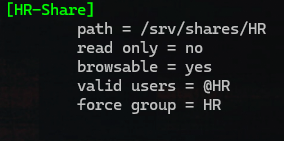 [HR-Share]
path = /srv/shares/HR
read only = no
browsable = yes
valid users = @HR
force group = HR